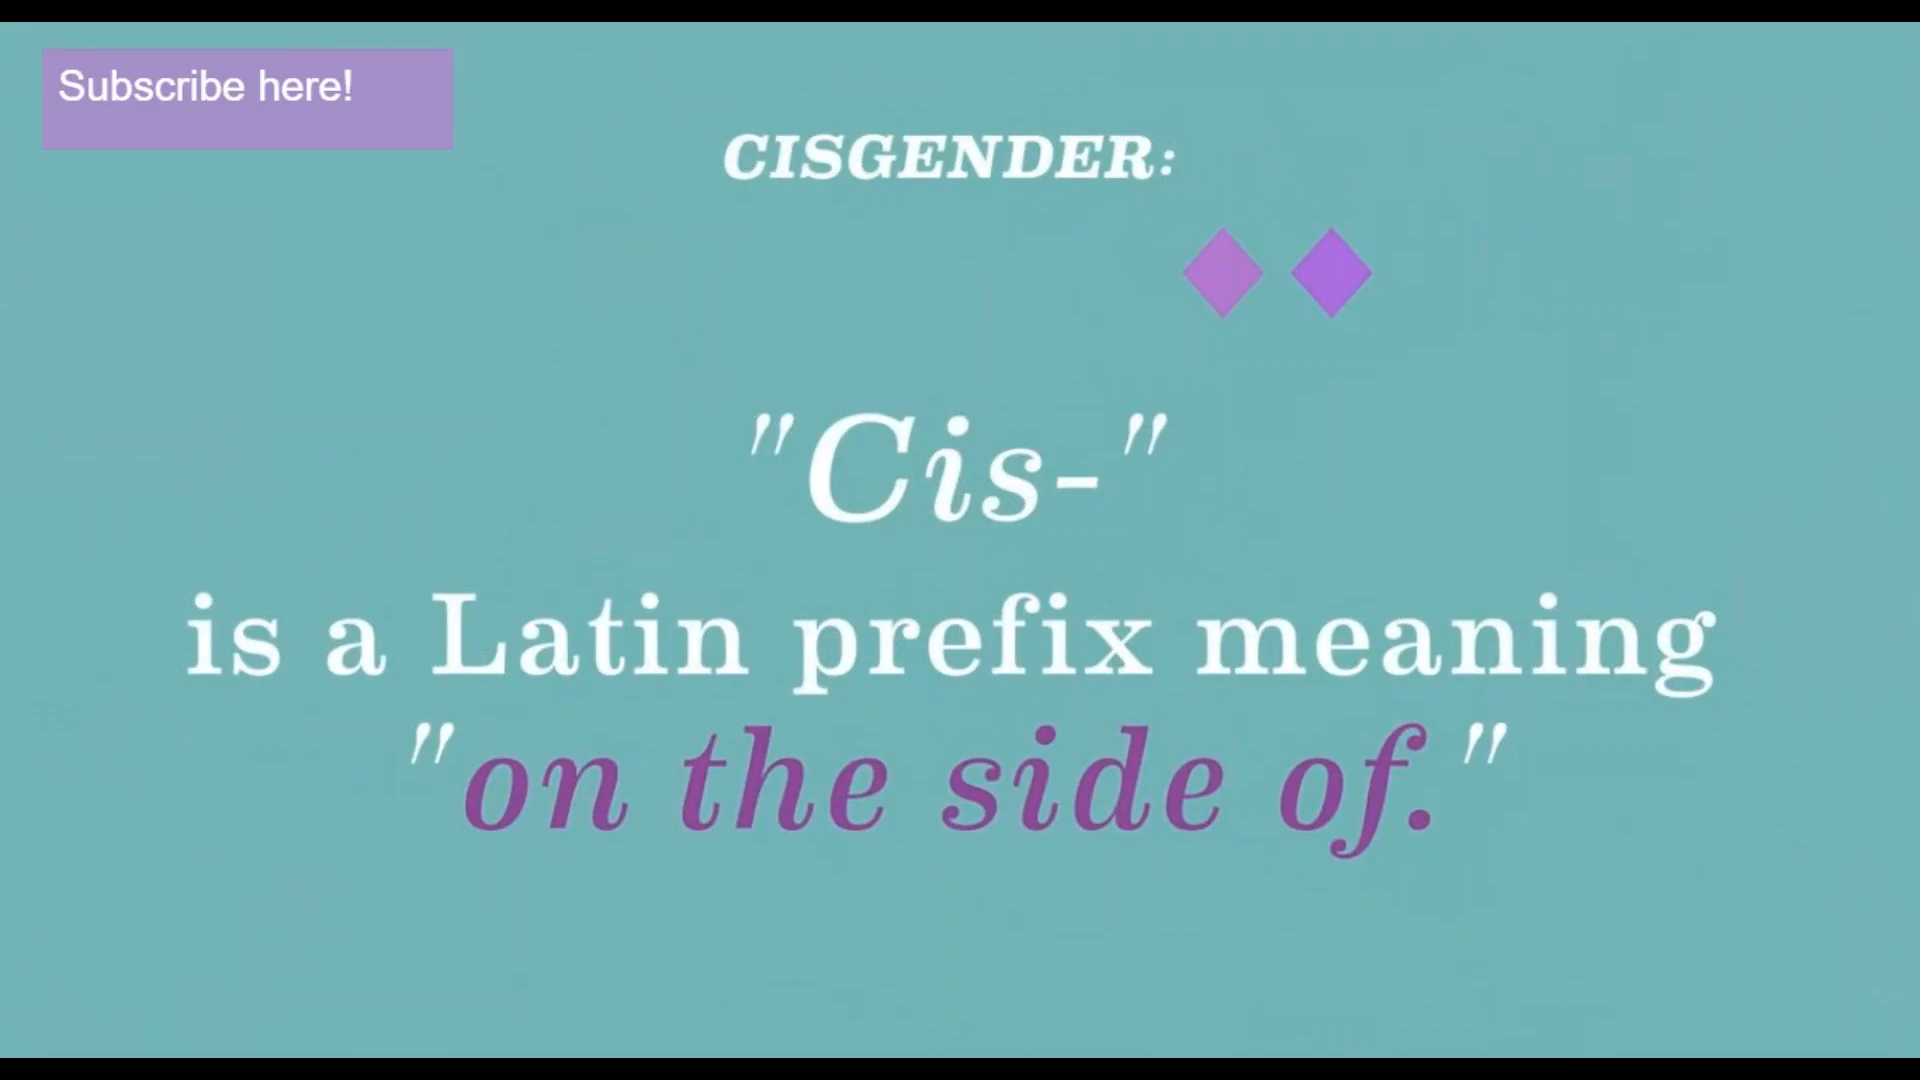 Subscribe here!
CISGENDER:
"Cis-"
is a Latin prefix meaning
"on the side of."